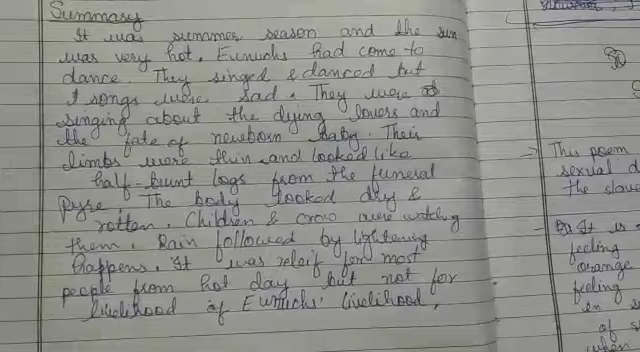 Summary
It was summer season and the sun
was very hot. Eunuchs had come to
dance. They singed & danced but
songs were sad. They were
singing about the dying lovers and
the fate of newborn baby. Their
limbs were thin and looked like
half-burnt logs from the funeral
Pyre. The body looked dry &
rotten. Children & crow were watching
them. Rain followed by lightening
happens. It was releif for most
people from hot day but not for
livelihood of Eunuchs' livelihood.
This poem
sexual d
the slave
It is
feeling
orange
feeling
in
of s
when